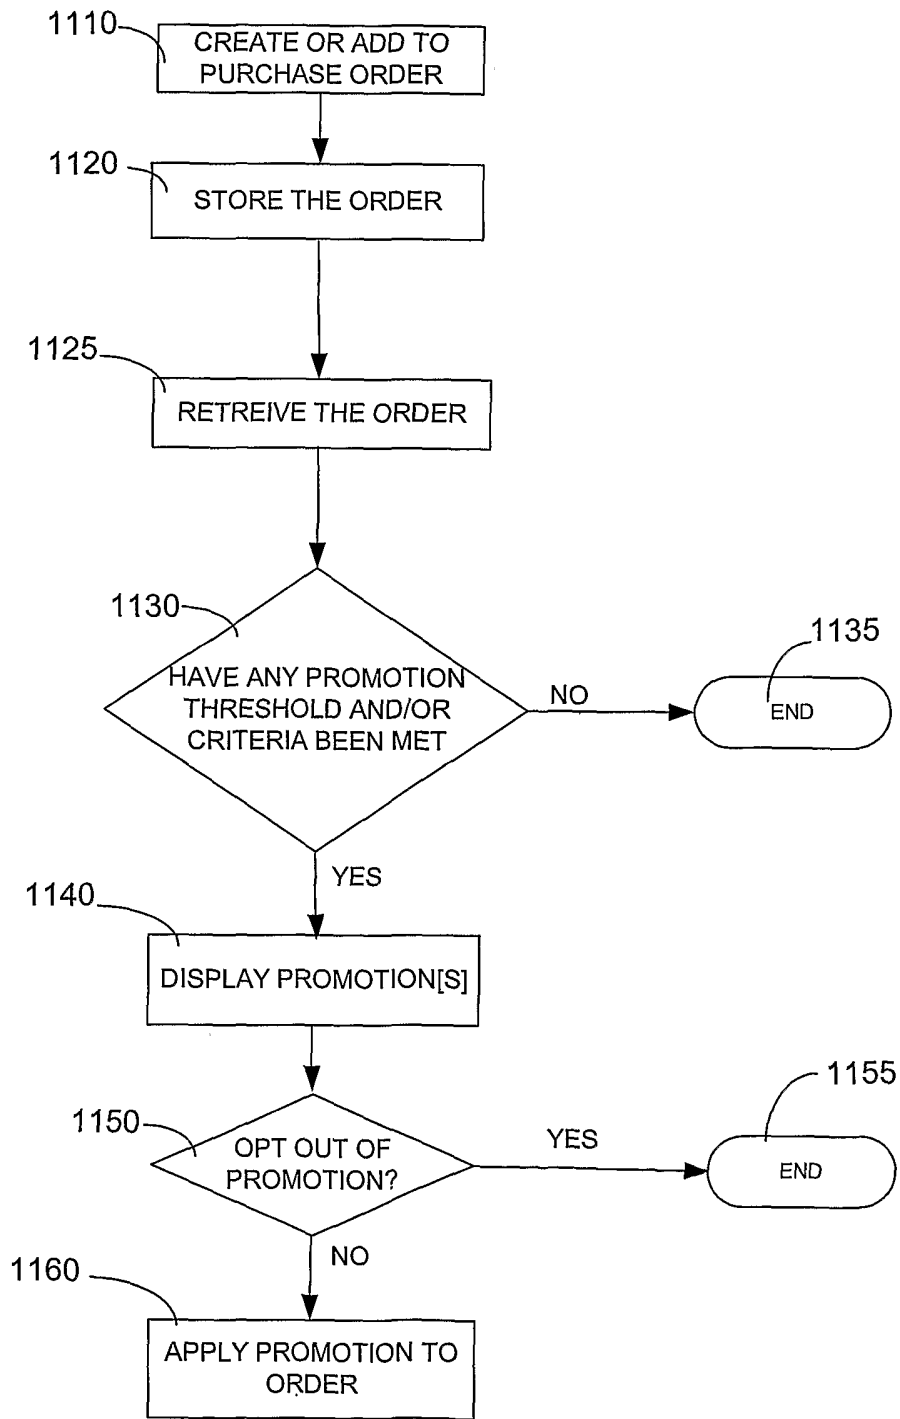 1110
CREATE OR ADD TO
PURCHASE ORDER
1120
STORE THE ORDER
1125
RETREIVE THE ORDER
1130
HAVE ANY PROMOTION
THRESHOLD AND/OR
CRITERIA BEEN MET
NO
1135
END
YES
1140
DISPLAY PROMOTION[S]
1150
OPT OUT OF
PROMOTION?
YES
1155
END
NO
1160
APPLY PROMOTION TO
ORDER